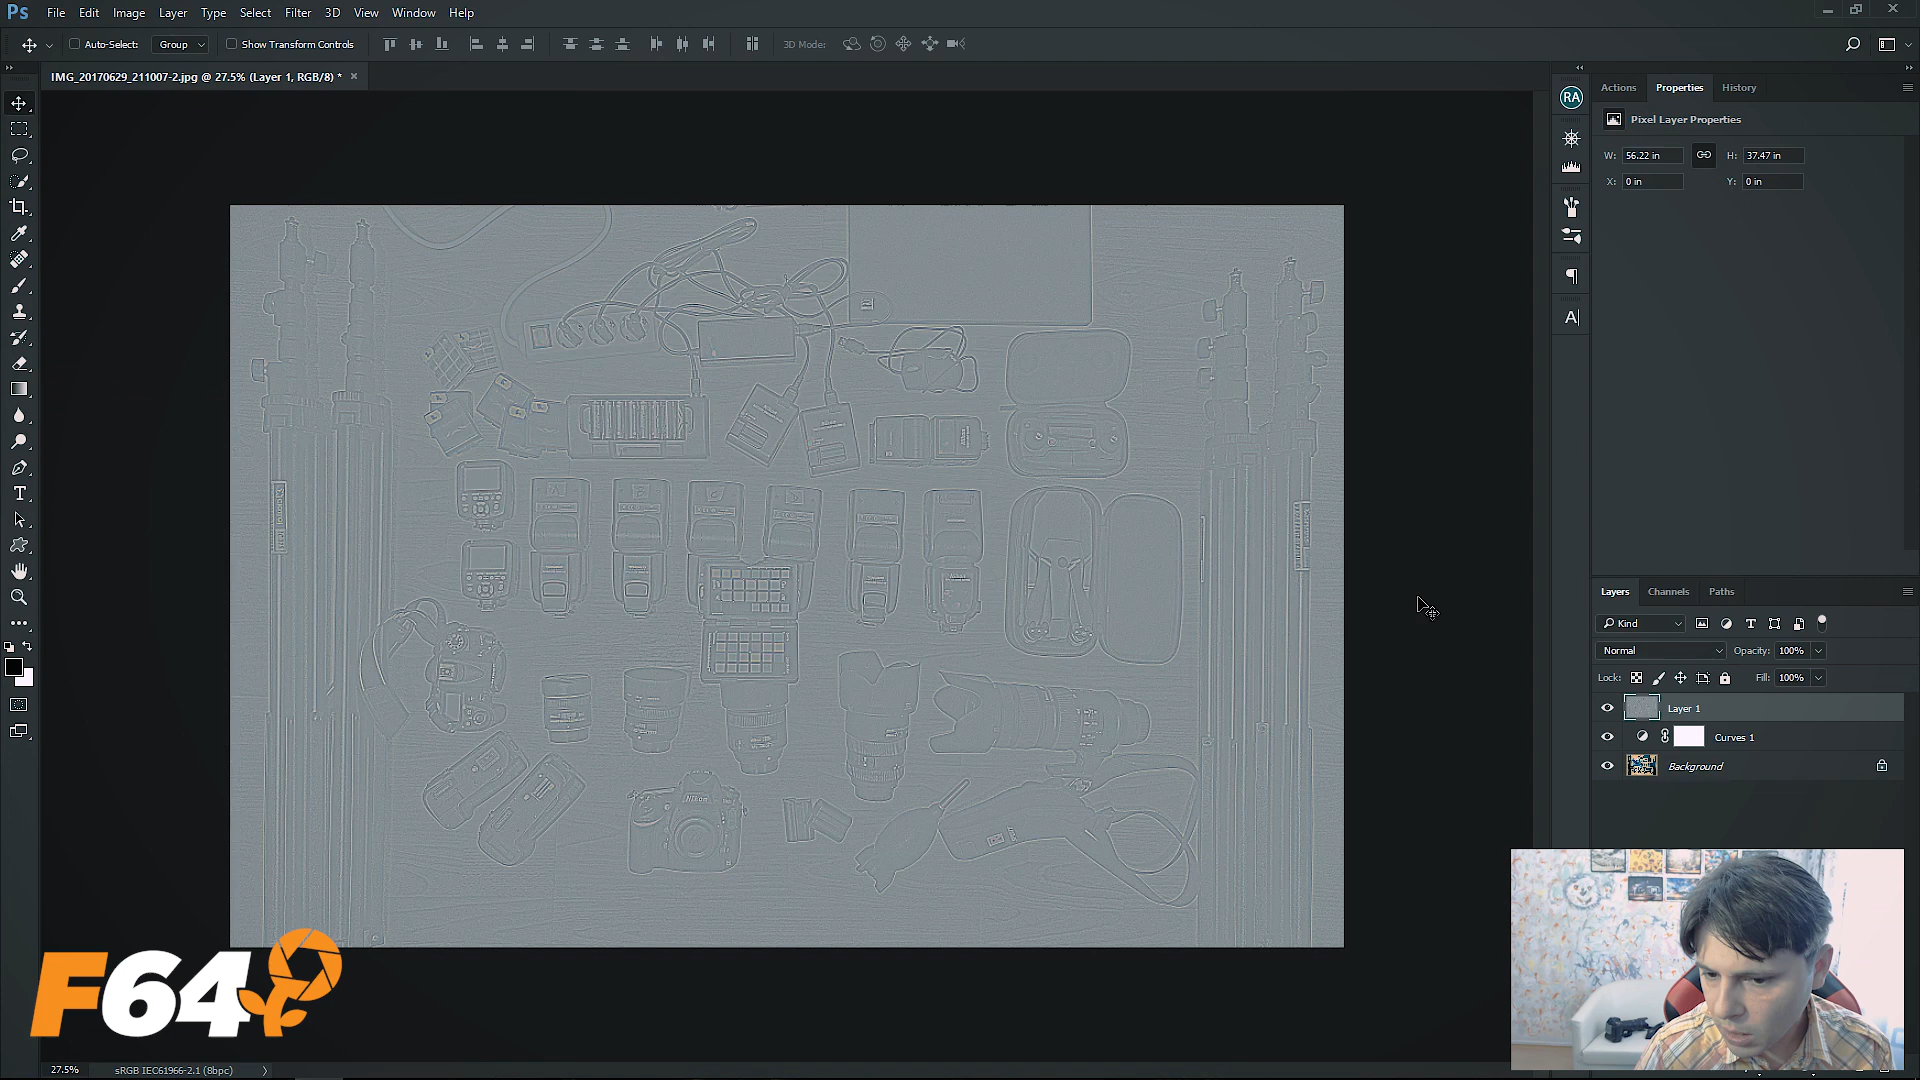 Ps File Edit Image Layer Type Select Filter 3D View Window Help
Auto-Select: Group Show Transform Controls 3D Mode:
IMG_20170629_211007-2.jpg @ 27.5% (Layer 1, RGB/8) *
RA
Actions Properties History
Pixel Layer Properties
W: 56.22 in H: 37.47 in
X: 0 in Y: 0 in
A
Layers Channels Paths
Kind
Normal Opacity: 100%
Lock: Fill: 100%
Layer 1
Curves 1
Background
Nikon
F64
27.5% sRGB IEC61966-2.1 (8bpc)